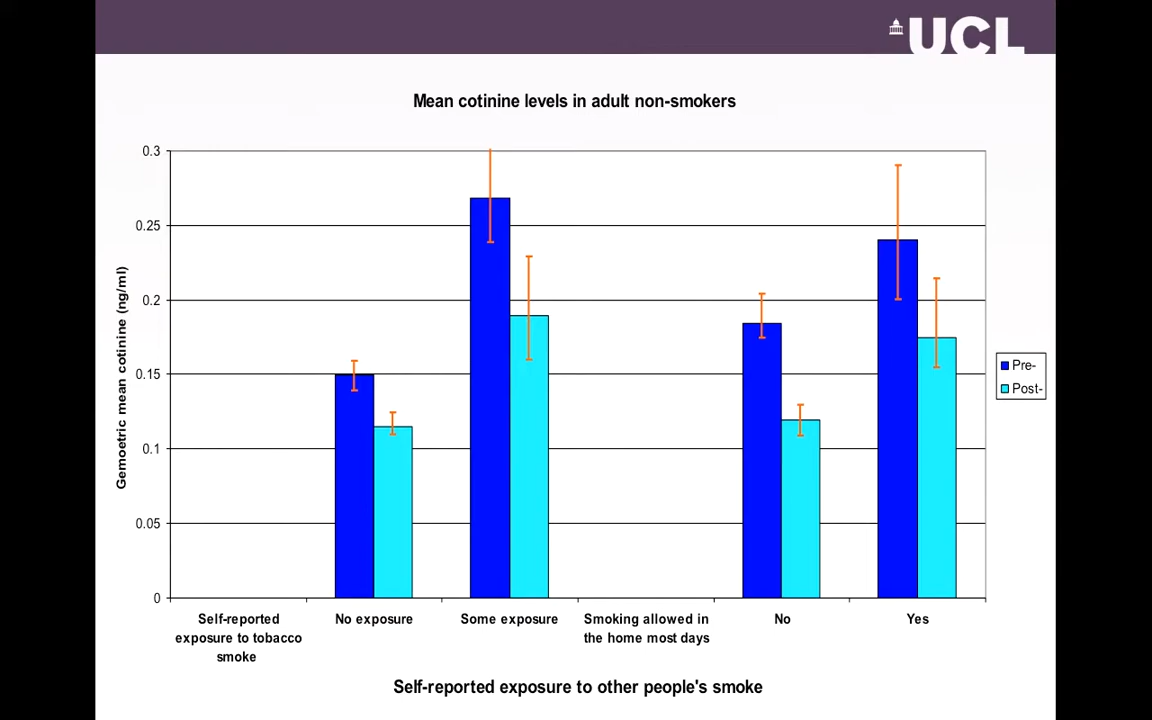 UCL
Mean cotinine levels in adult non-smokers
Gemoetric mean cotinine (ng/ml)
0.3
0.25
0.2
0.15
0.1
0.05
0
Pre-
Post-
Self-reported
exposure to tobacco
smoke
No exposure
Some exposure
Smoking allowed in
the home most days
No
Yes
Self-reported exposure to other people's smoke